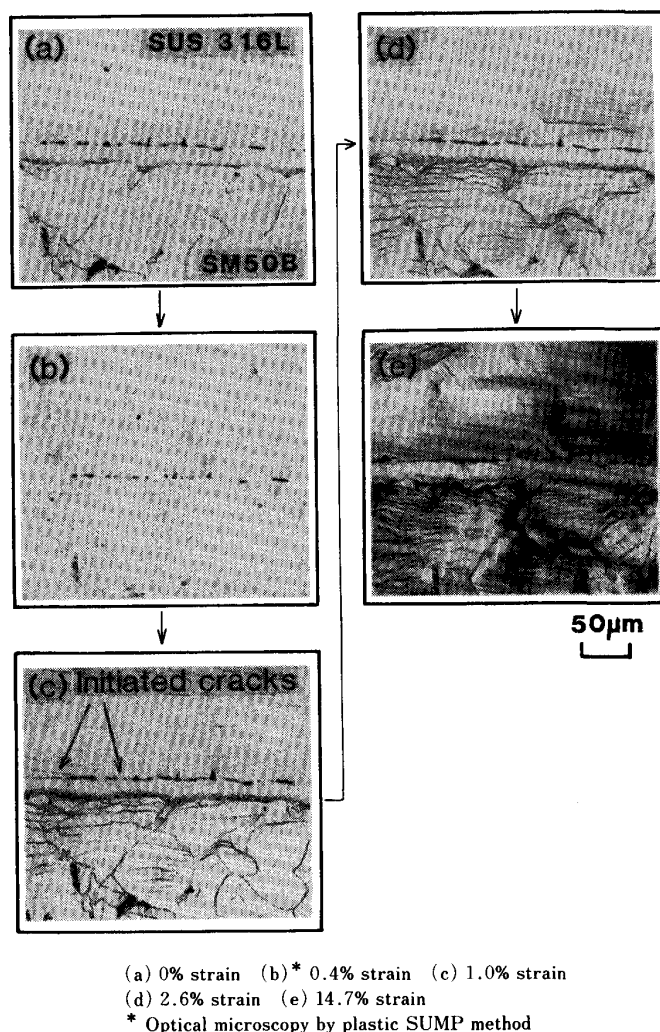 (a) SUS 316L
SM50B
(b)
(c) Initiated cracks
(d)
(e)
50µm
(a) 0% strain (b)* 0.4% strain (c) 1.0% strain
(d) 2.6% strain (e) 14.7% strain
* Optical microscopy by plastic SUMP method